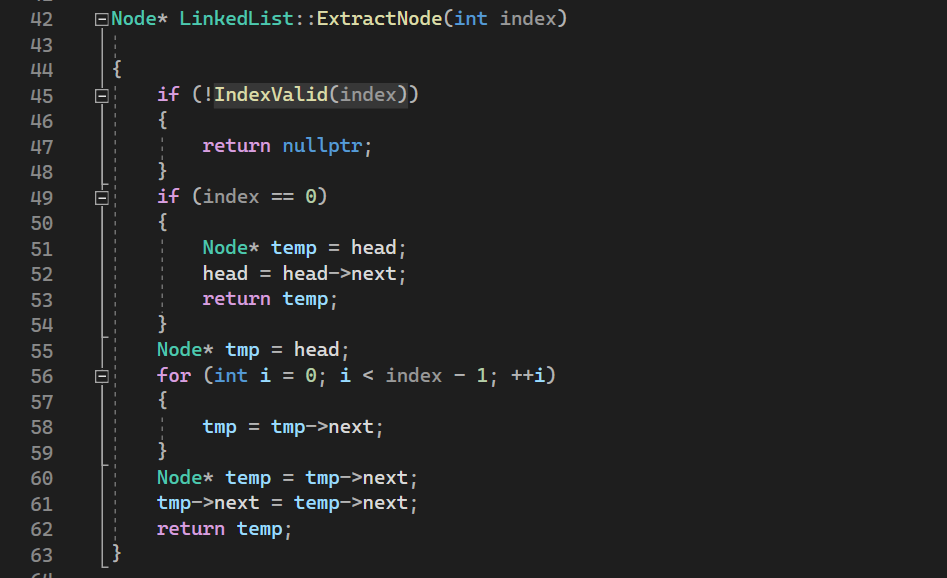 42 Node* LinkedList::ExtractNode(int index)
43
44 {
45     if (!IndexValid(index))
46     {
47         return nullptr;
48     }
49     if (index == 0)
50     {
51         Node* temp = head;
52         head = head->next;
53         return temp;
54     }
55     Node* tmp = head;
56     for (int i = 0; i < index - 1; ++i)
57     {
58         tmp = tmp->next;
59     }
60     Node* temp = tmp->next;
61     tmp->next = temp->next;
62     return temp;
63 }